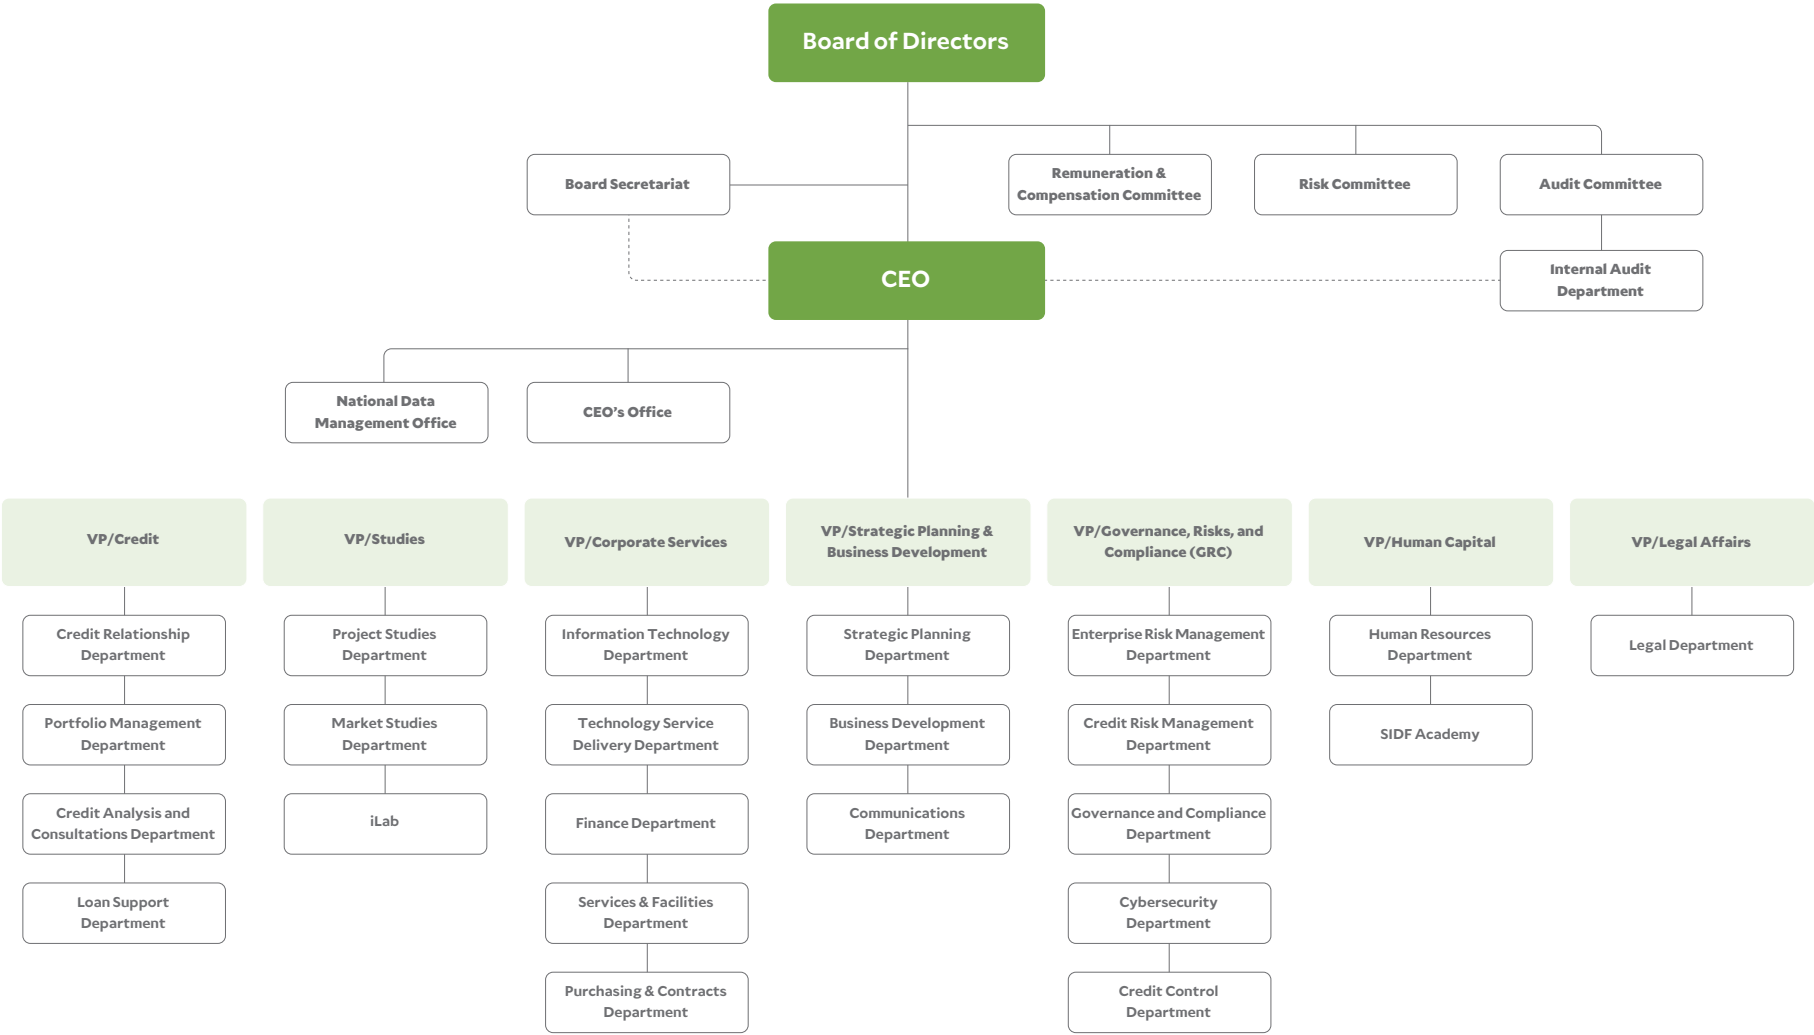 Board of Directors
Board Secretariat
Remuneration &
Compensation Committee
Risk Committee
Audit Committee
CEO
Internal Audit
Department
National Data
Management Office
CEO’s Office
VP/Credit
Credit Relationship
Department
Portfolio Management
Department
Credit Analysis and
Consultations Department
Loan Support
Department
VP/Studies
Project Studies
Department
Market Studies
Department
iLab
VP/Corporate Services
Information Technology
Department
Technology Service
Delivery Department
Finance Department
Services & Facilities
Department
Purchasing & Contracts
Department
VP/Strategic Planning &
Business Development
Strategic Planning
Department
Business Development
Department
Communications
Department
VP/Governance, Risks, and
Compliance (GRC)
Enterprise Risk Management
Department
Credit Risk Management
Department
Governance and Compliance
Department
Cybersecurity
Department
Credit Control
Department
VP/Human Capital
Human Resources
Department
SIDF Academy
VP/Legal Affairs
Legal Department